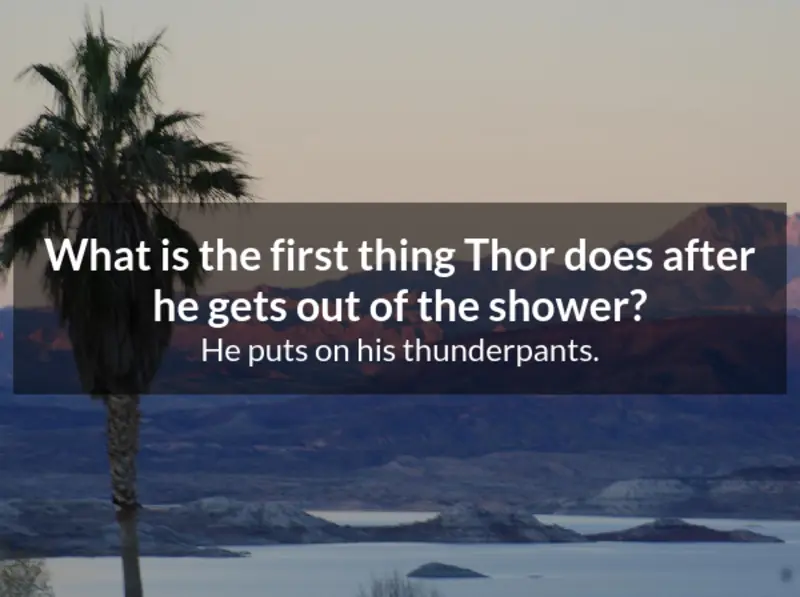 What is the first thing Thor does after
he gets out of the shower?
He puts on his thunderpants.